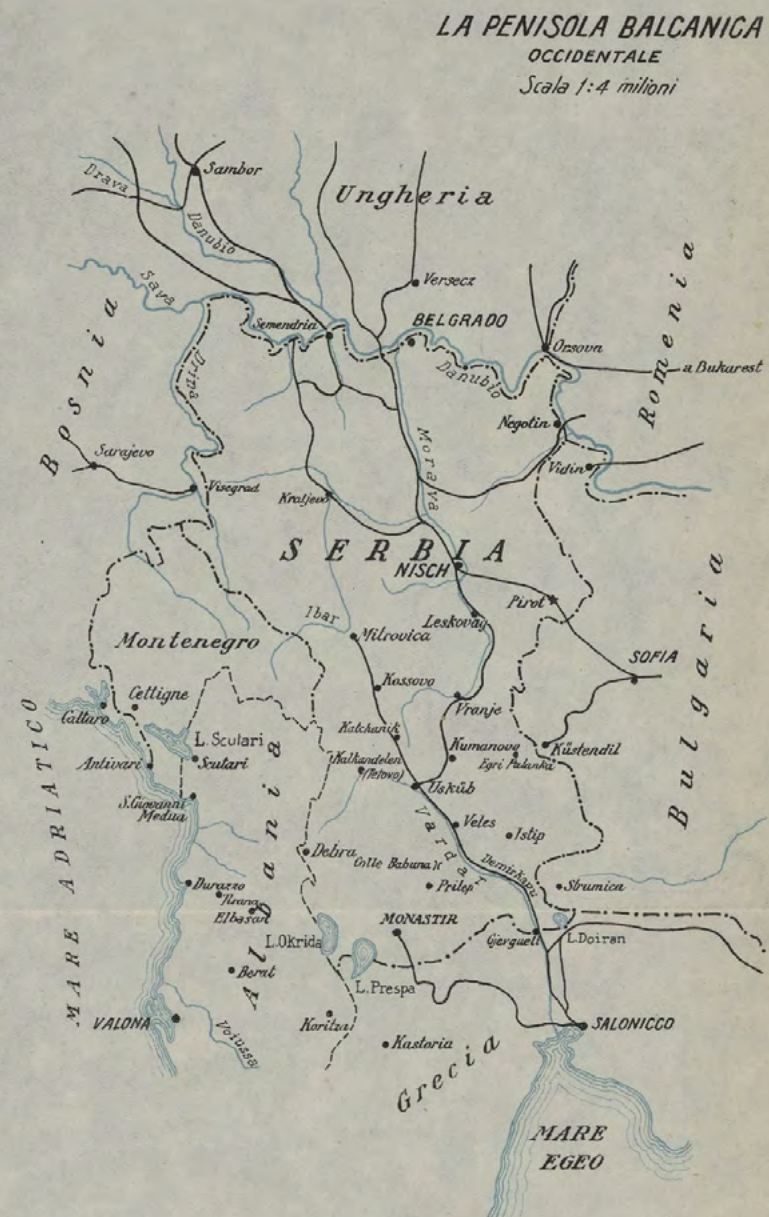 LA PENISOLA BALCANICA
OCCIDENTALE
Scala 1:4 milioni
Sambor
Drava
Danubio
Ungheria
Versecz
Sava
Semendria
BELGRADO
Orsova
a Bukarest
Danubio
Romenia
Bosnia
Drina
Negotin
Vidin
Sarajevo
Visegrad
Kraljevo
Morava
SERBIA
NISCH
Pirot
Ibar
Leskovaç
Mitrovica
Montenegro
SOFIA
Bulgaria
Cettigne
Cattaro
Kossovo
Vranje
Katchanik
Küstendil
L. Scutari
Scutari
Antivari
Kalkandelen
(Tetovo)
Kumanova
Egri Palanka
Usküb
S. Giovanni
Medua
Albania
Vardar
Veles
Istip
MARE ADRIATICO
Debra
Colle Babuna
Demirkapu
Durazzo
Tirana
Elbasan
Prilep
Strumica
MONASTIR
L. Okrida
Gjergueli
L. Doiran
Berat
L. Prespa
VALONA
Voiussa
Koritza
Kastoria
Grecia
SALONICCO
MARE
EGEO